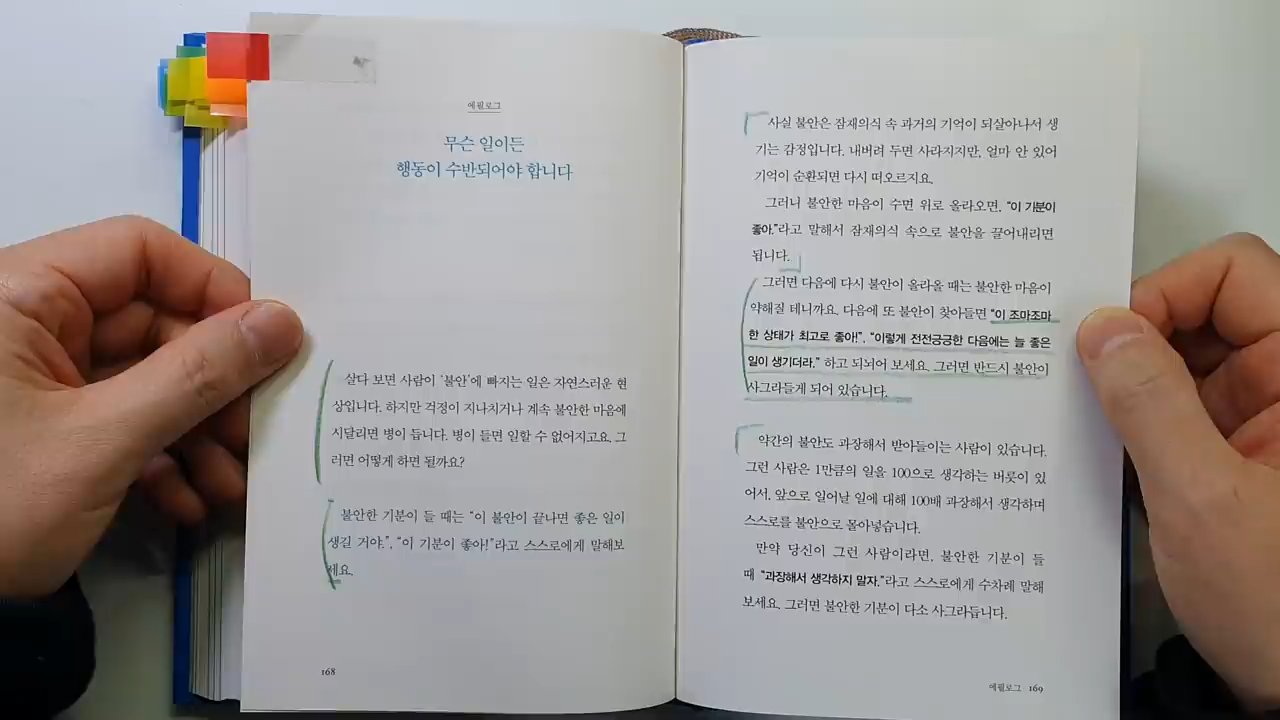 에필로그
무슨 일이든
행동이 수반되어야 합니다
살다 보면 사람이 ‘불안’에 빠지는 일은 자연스러운 현
상입니다. 하지만 걱정이 지나치거나 계속 불안한 마음에
시달리면 병이 듭니다. 병이 들면 일할 수 없어지고요. 그
러면 어떻게 하면 될까요?
불안한 기분이 들 때는 “이 불안이 끝나면 좋은 일이
생길 거야.”, “이 기분이 좋아!”라고 스스로에게 말해보
세요.
168
사실 불안은 잠재의식 속 과거의 기억이 되살아나서 생
기는 감정입니다. 내버려 두면 사라지지만, 얼마 안 있어
기억이 순환되면 다시 떠오르지요.
그러니 불안한 마음이 수면 위로 올라오면, “이 기분이
좋아.”라고 말해서 잠재의식 속으로 불안을 끌어내리면
됩니다.
그러면 다음에 다시 불안이 올라올 때는 불안한 마음이
약해질 테니까요. 다음에 또 불안이 찾아들면 “이 조마조마
한 상태가 최고로 좋아!”, “이렇게 전전긍긍한 다음에는 늘 좋은
일이 생기더라.” 하고 되뇌어 보세요. 그러면 반드시 불안이
사그라들게 되어 있습니다.
약간의 불안도 과장해서 받아들이는 사람이 있습니다.
그런 사람은 1만큼의 일을 100으로 생각하는 버릇이 있
어서, 앞으로 일어날 일에 대해 100배 과장해서 생각하며
스스로를 불안으로 몰아넣습니다.
만약 당신이 그런 사람이라면, 불안한 기분이 들
때 “과장해서 생각하지 말자.”라고 스스로에게 수차례 말해
보세요. 그러면 불안한 기분이 다소 사그라듭니다.
에필로그 169